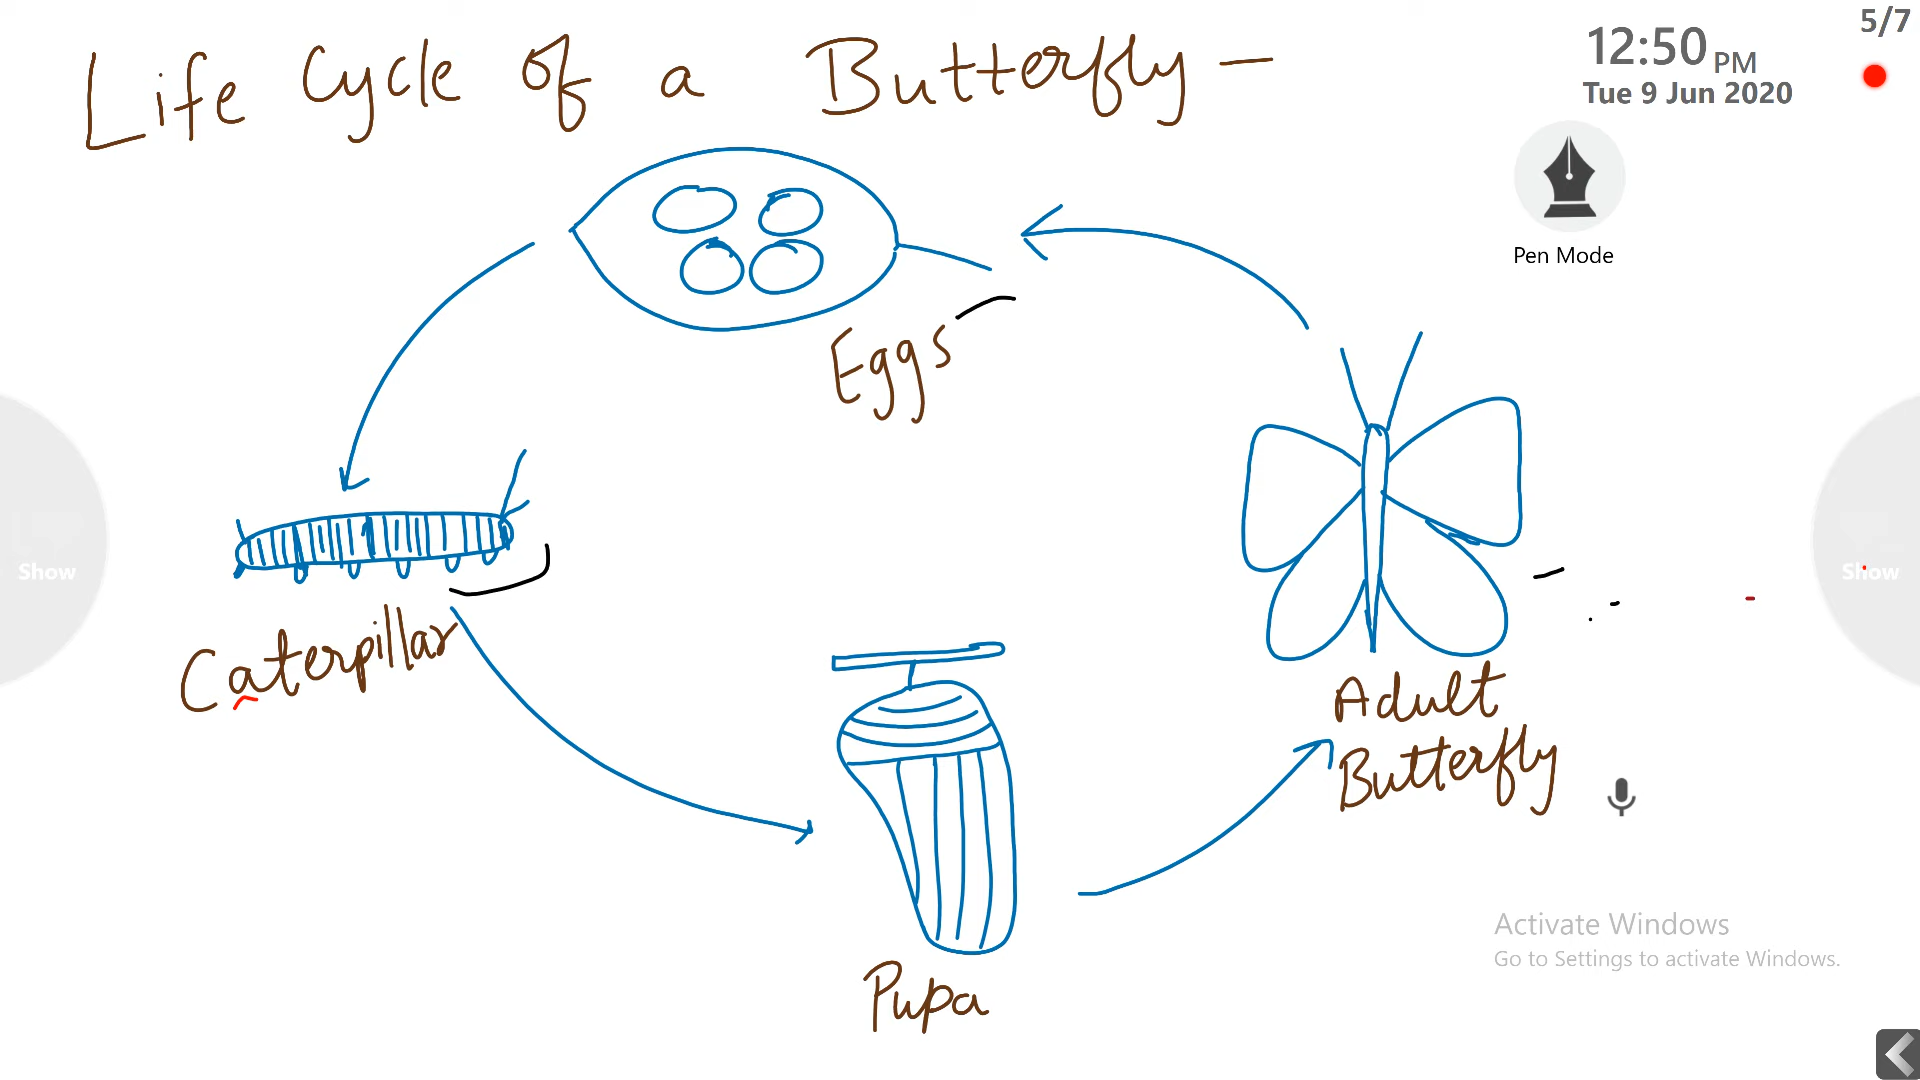 Life Cycle of a Butterfly -
5/7
12:50 PM
Tue 9 Jun 2020
Pen Mode
Eggs
Show
Show
Caterpillar
Adult
Butterfly
Activate Windows
Go to Settings to activate Windows.
Pupa